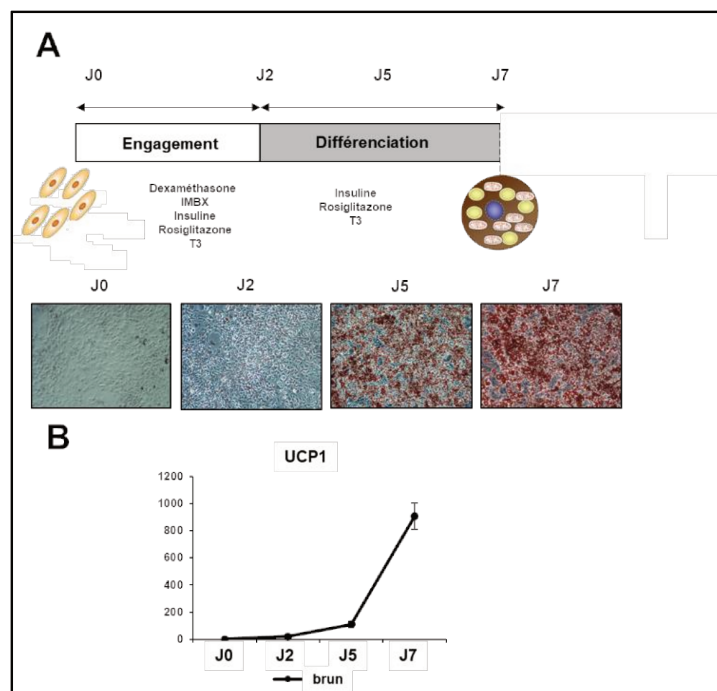 A
J0 J2 J5 J7
Engagement Différenciation
Dexaméthasone
IMBX
Insuline
Rosiglitazone
T3
Insuline
Rosiglitazone
T3
J0 J2 J5 J7
B
UCP1
1200
1000
800
600
400
200
0
J0 J2 J5 J7
brun